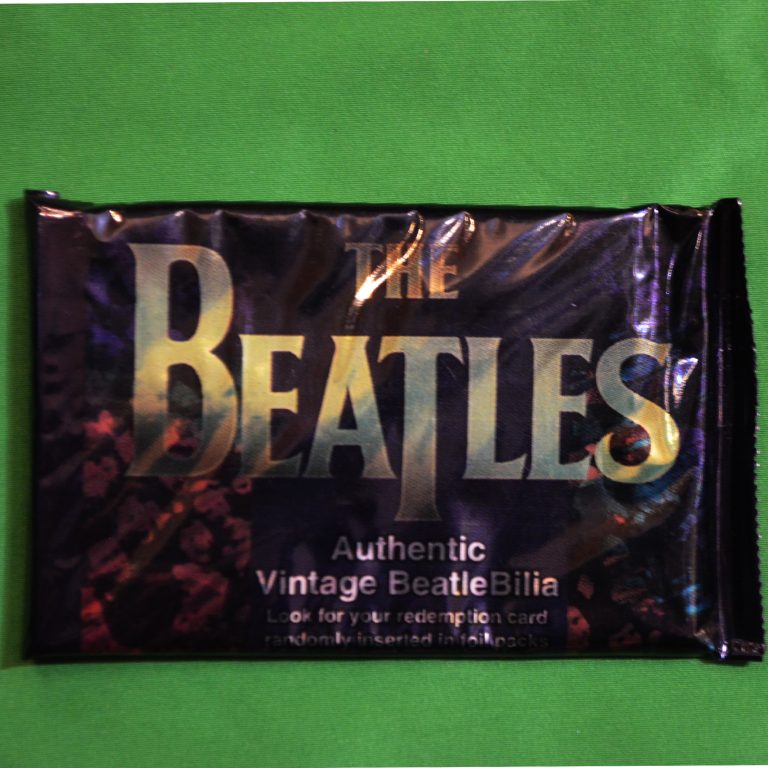 THE
BEATLES
Authentic
Vintage BeatleBilia
Look for your redemption card
randomly inserted in foil packs